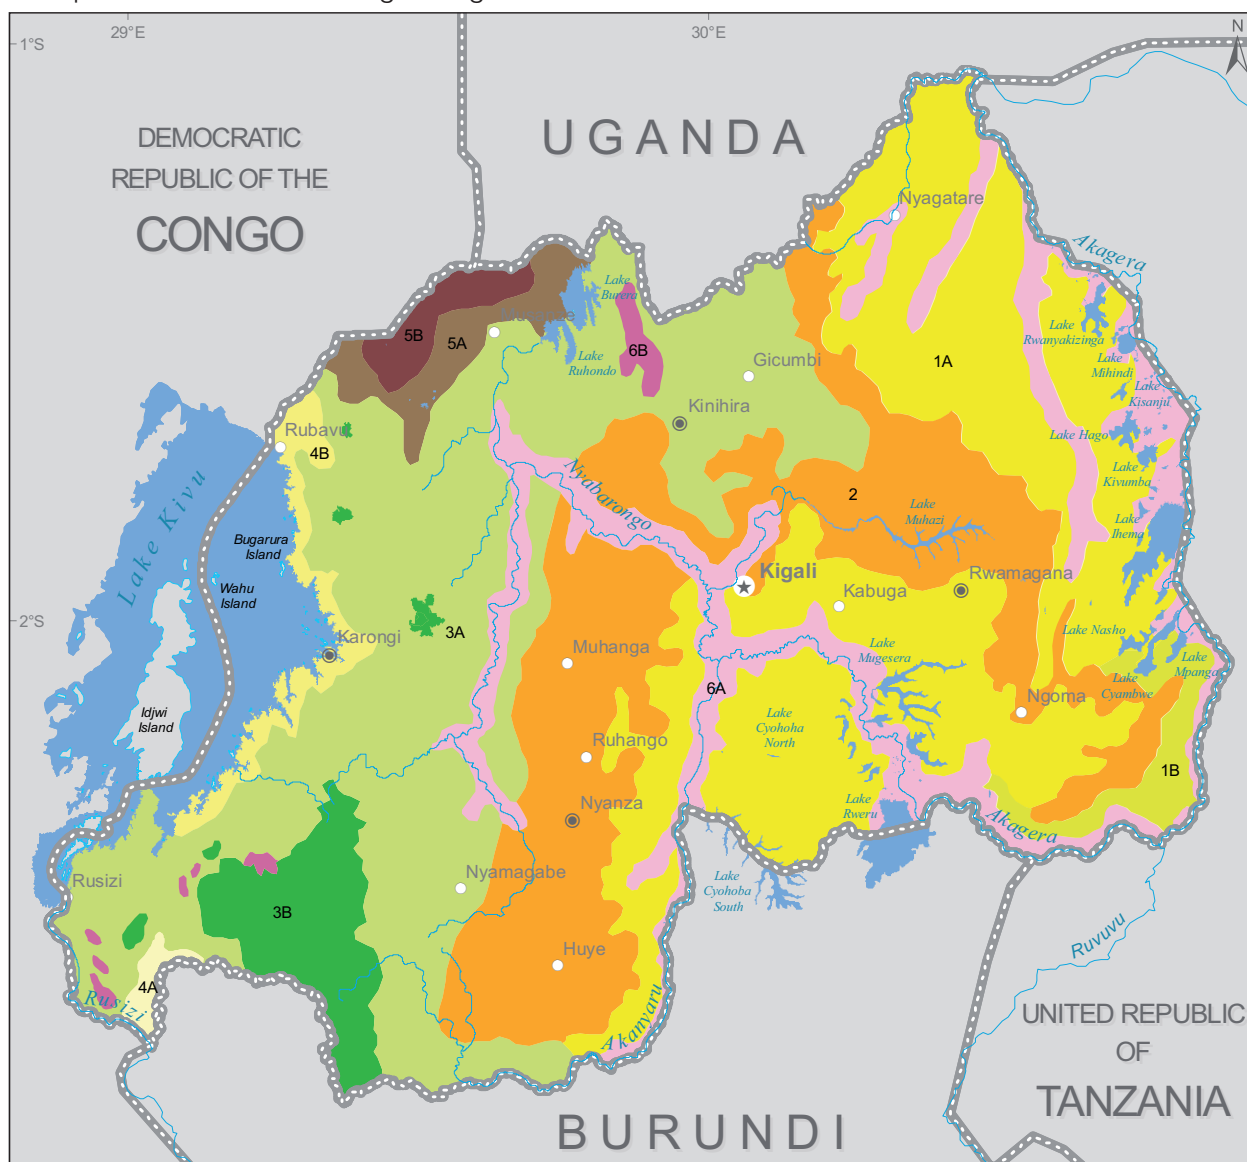 29°E
30°E
1°S
N
DEMOCRATIC
REPUBLIC OF THE
CONGO
UGANDA
Nyagatare
Akagera
Lake
Burera
5B
5A
6B
Lake
Ruhondo
Lake
Rwanyakizinga
1A
Lake
Mihindi
Gicumbi
Lake
Kisanju
Kinihira
Rubavu
4B
Lake Hago
Lake
Kivumba
Nyabarongo
2
Lake
Muhazi
Lake
Ihema
Lake Kivu
Bugarura
Island
Wahu
Island
Kigali
Rwamagana
Kabuga
2°S
3A
Karongi
Lake Nasho
Lake
Mugesera
Muhanga
Lake
Mpanga
Lake
Cyambwe
6A
Ngoma
Idjwi
Island
Lake
Cyohoha
North
Ruhango
1B
Nyanza
Lake
Rweru
Akagera
Rusizi
Nyamagabe
Lake
Cyohoba
South
3B
Ruvuvu
Huye
4A
Rusizi
Akanyaru
UNITED REPUBLIC
OF
TANZANIA
BURUNDI